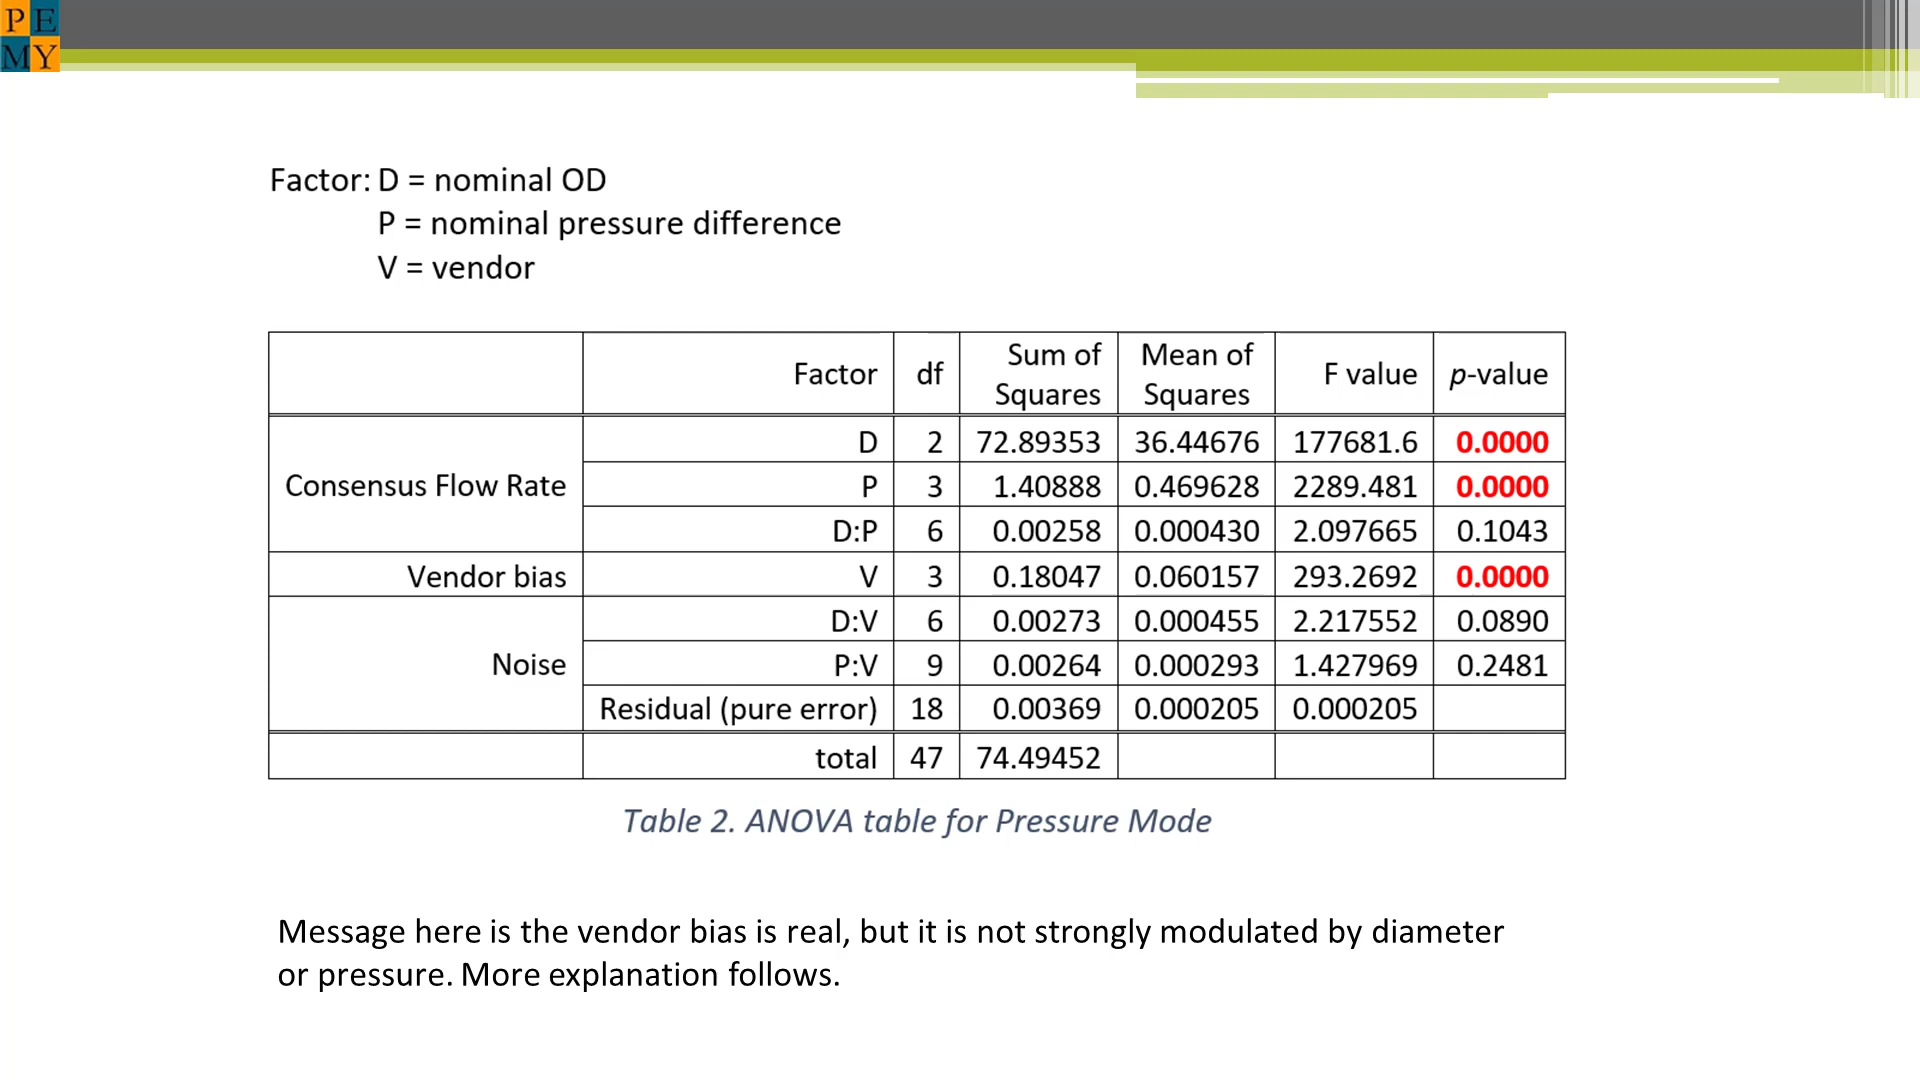 PE
MY
Factor: D = nominal OD
P = nominal pressure difference
V = vendor
Factor df Sum of Squares Mean of Squares F value p-value
Consensus Flow Rate D 2 72.89353 36.44676 177681.6 0.0000
P 3 1.40888 0.469628 2289.481 0.0000
D:P 6 0.00258 0.000430 2.097665 0.1043
Vendor bias V 3 0.18047 0.060157 293.2692 0.0000
Noise D:V 6 0.00273 0.000455 2.217552 0.0890
P:V 9 0.00264 0.000293 1.427969 0.2481
Residual (pure error) 18 0.00369 0.000205 0.000205
total 47 74.49452
Table 2. ANOVA table for Pressure Mode
Message here is the vendor bias is real, but it is not strongly modulated by diameter
or pressure. More explanation follows.